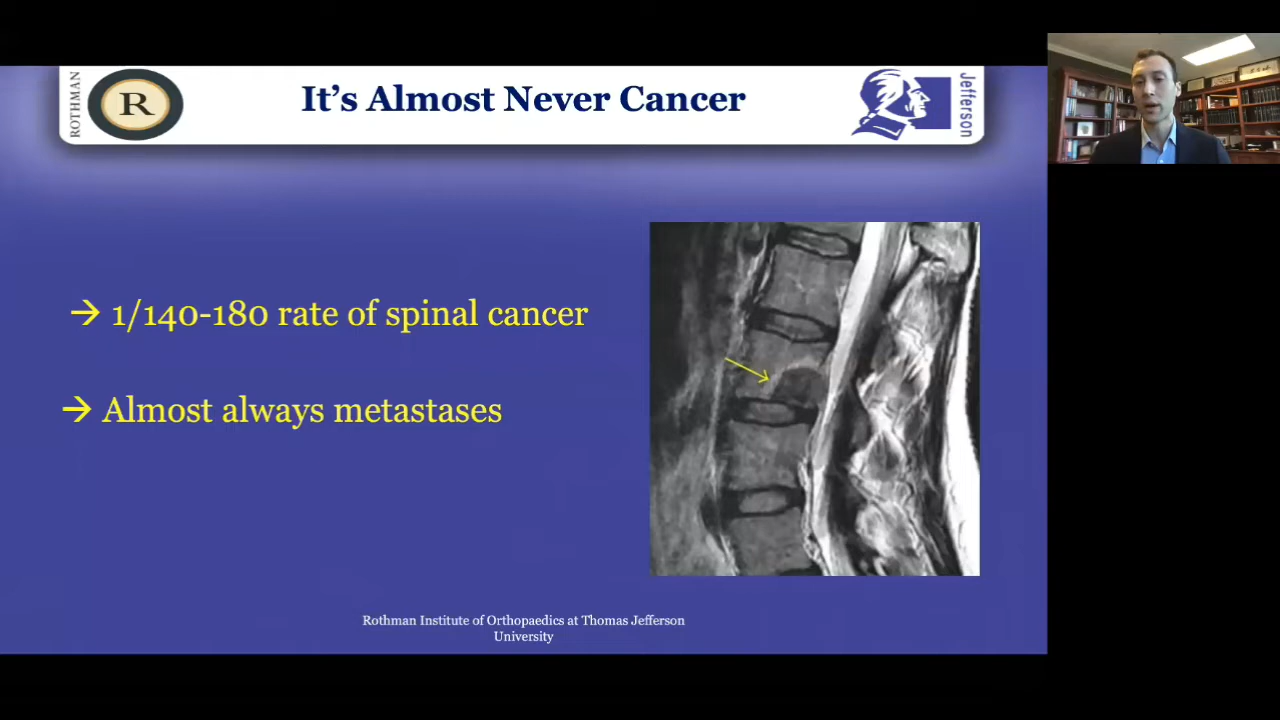 ROTHMAN
R
It's Almost Never Cancer
Jefferson
→ 1/140-180 rate of spinal cancer
→ Almost always metastases
Rothman Institute of Orthopaedics at Thomas Jefferson
University